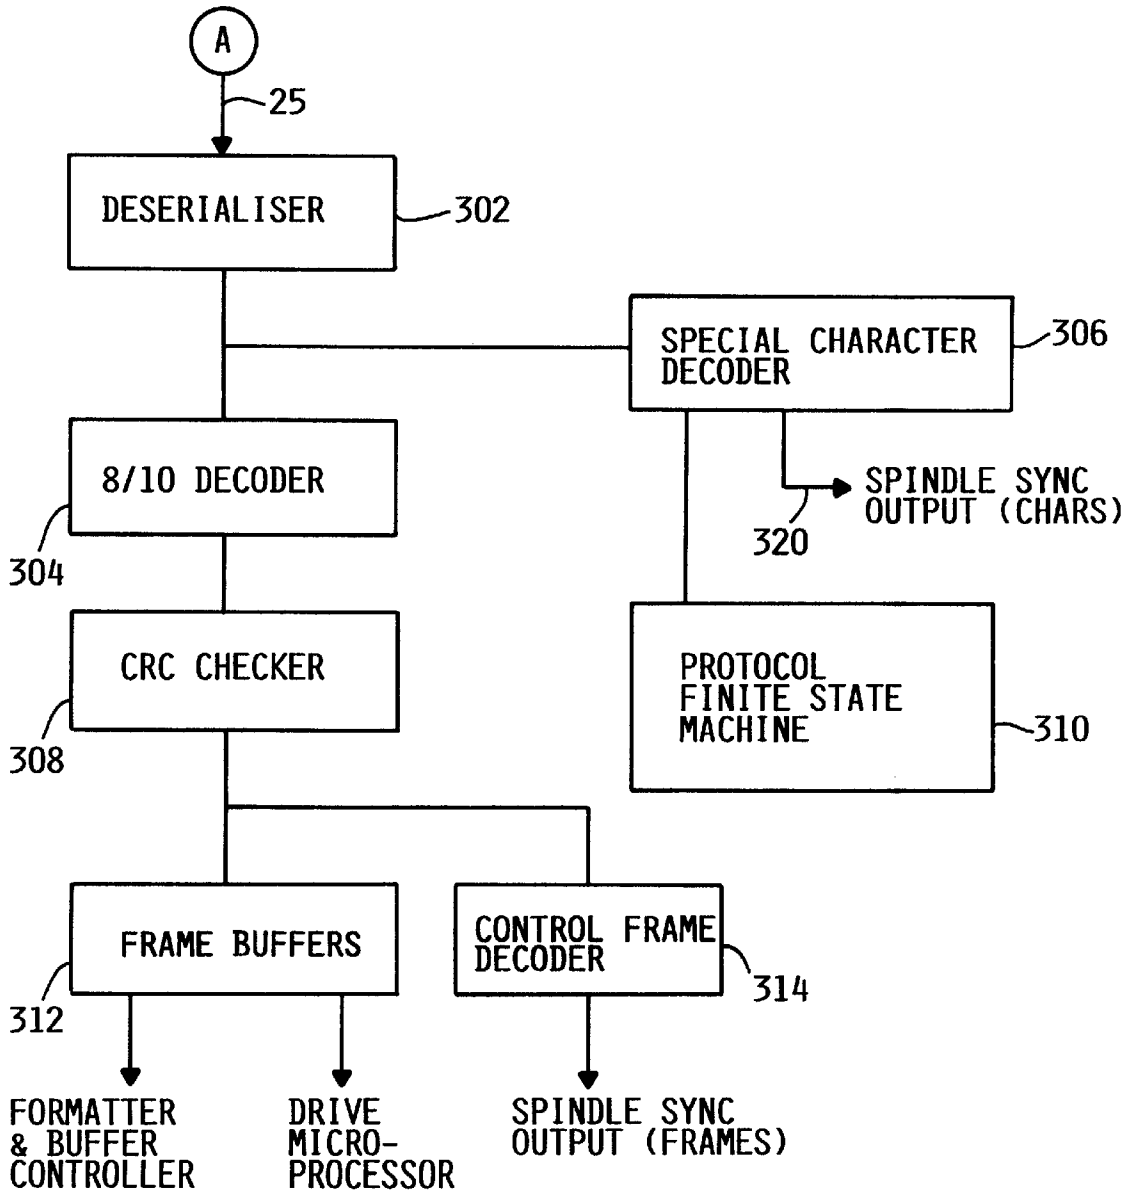 A
25
DESERIALISER
302
SPECIAL CHARACTER
DECODER
306
8/10 DECODER
304
SPINDLE SYNC
OUTPUT (CHARS)
320
CRC CHECKER
308
PROTOCOL
FINITE STATE
MACHINE
310
FRAME BUFFERS
312
CONTROL FRAME
DECODER
314
FORMATTER
& BUFFER
CONTROLLER
DRIVE
MICRO-
PROCESSOR
SPINDLE SYNC
OUTPUT (FRAMES)